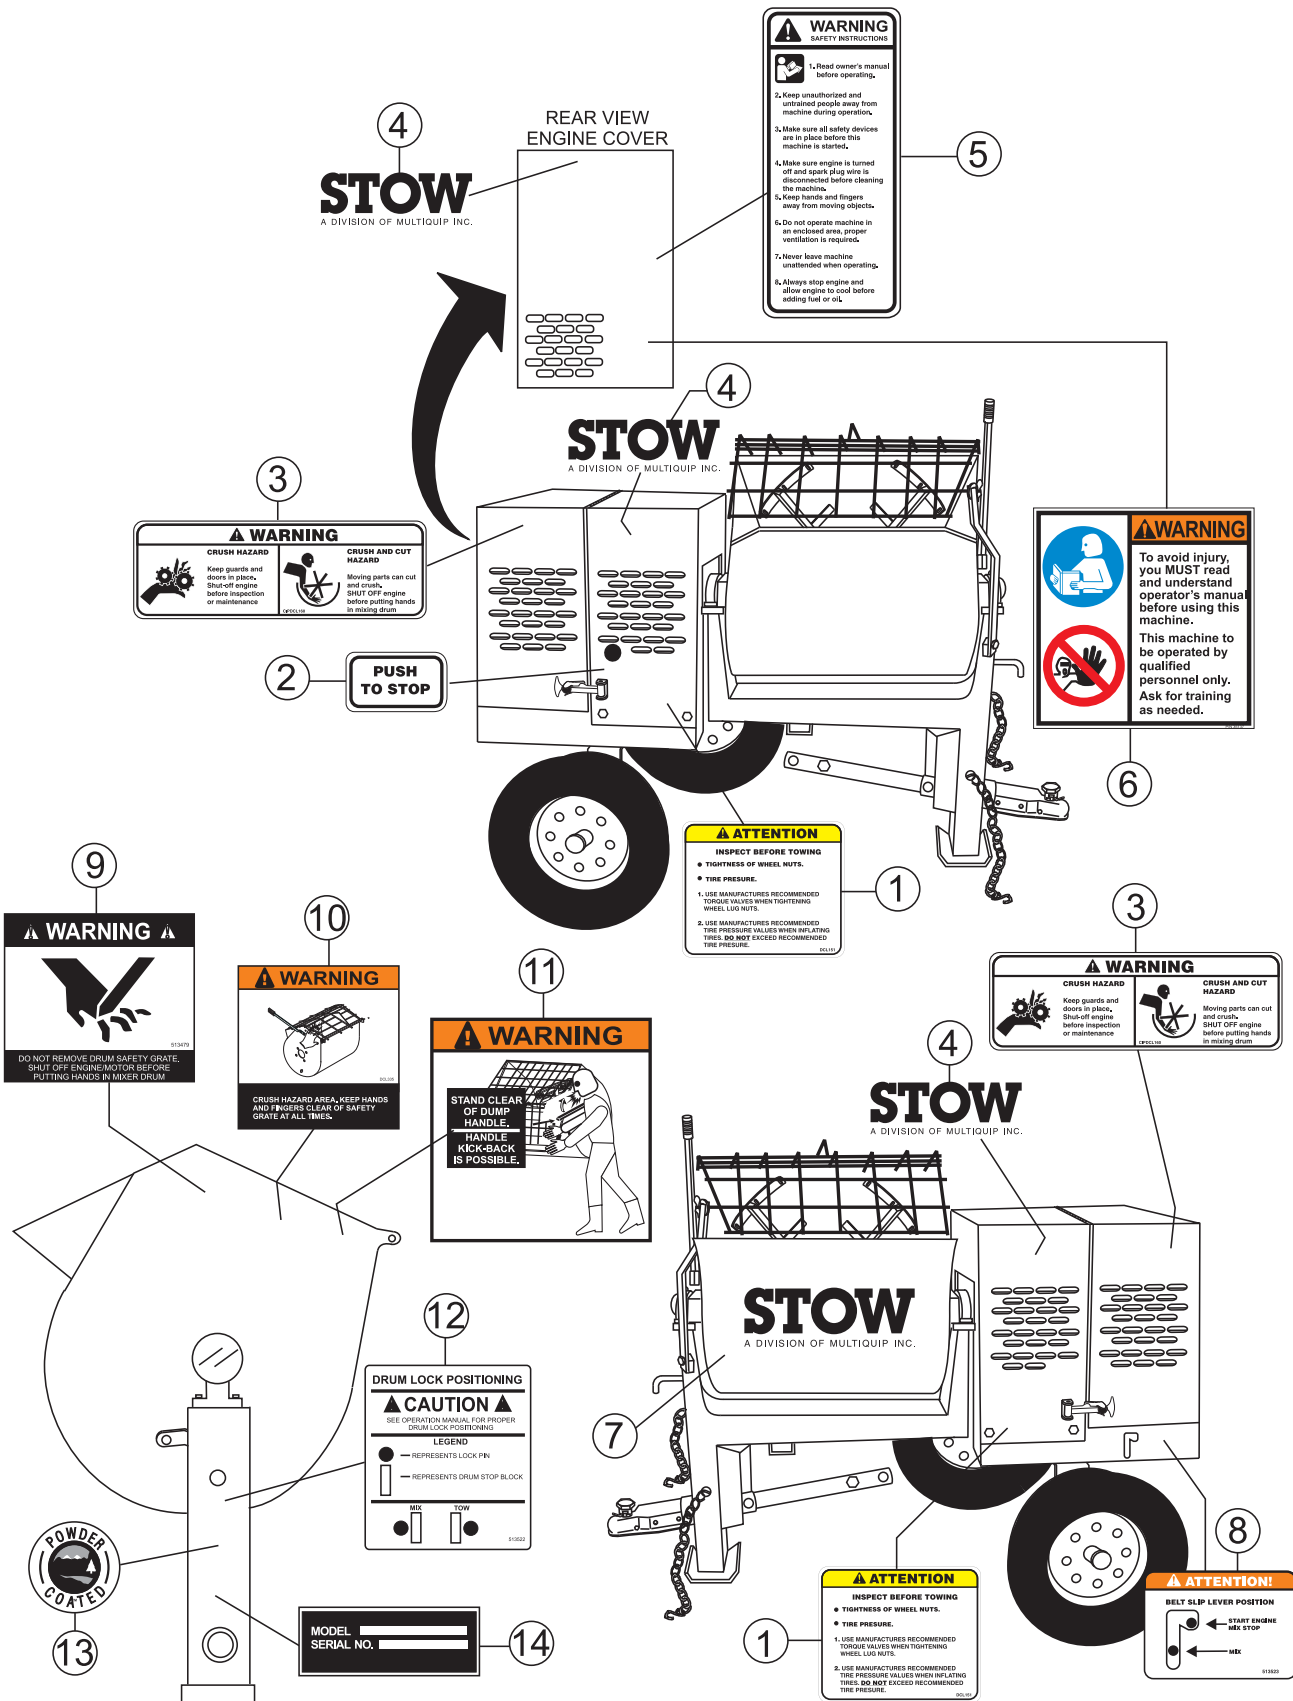 WARNING
SAFETY INSTRUCTIONS
1. Read owner's manual
before operating.
2. Keep unauthorized and
untrained people away from
machine during operation.
3. Make sure all safety devices
are in place before this
machine is started.
4. Make sure engine is turned
off and spark plug wire is
disconnected before cleaning
the machine.
5. Keep hands and fingers
away from moving objects.
6. Do not operate machine in
an enclosed area, proper
ventilation is required.
7. Never leave machine
unattended when operating.
8. Always stop engine and
allow engine to cool before
adding fuel or oil.
5
4
STOW
A DIVISION OF MULTIQUIP INC.
REAR VIEW
ENGINE COVER
4
STOW
A DIVISION OF MULTIQUIP INC.
3
WARNING
CRUSH HAZARD
Keep guards and
doors in place.
Shut-off engine
before inspection
or maintenance
CRUSH AND CUT
HAZARD
Moving parts can cut
and crush.
SHUT OFF engine
before putting hands
in mixing drum
2
PUSH
TO STOP
WARNING
To avoid injury,
you MUST read
and understand
operator's manual
before using this
machine.
This machine to
be operated by
qualified
personnel only.
Ask for training
as needed.
6
ATTENTION
INSPECT BEFORE TOWING
TIGHTNESS OF WHEEL NUTS.
TIRE PRESURE.
1. USE MANUFACTURES RECOMMENDED
TORQUE VALVES WHEN TIGHTENING
WHEEL LUG NUTS.
2. USE MANUFACTURES RECOMMENDED
TIRE PRESSURE VALUES WHEN INFLATING
TIRES. DO NOT EXCEED RECOMMENDED
TIRE PRESURE.
DCL151
1
9
WARNING
513479
DO NOT REMOVE DRUM SAFETY GRATE.
SHUT OFF ENGINE/MOTOR BEFORE
PUTTING HANDS IN MIXER DRUM
10
WARNING
CRUSH HAZARD AREA, KEEP HANDS
AND FINGERS CLEAR OF SAFETY
GRATE AT ALL TIMES.
11
WARNING
STAND CLEAR
OF DUMP
HANDLE.
HANDLE
KICK-BACK
IS POSSIBLE.
3
WARNING
CRUSH HAZARD
Keep guards and
doors in place.
Shut-off engine
before inspection
or maintenance
CRUSH AND CUT
HAZARD
Moving parts can cut
and crush.
SHUT OFF engine
before putting hands
in mixing drum
4
STOW
A DIVISION OF MULTIQUIP INC.
STOW
A DIVISION OF MULTIQUIP INC.
7
12
DRUM LOCK POSITIONING
CAUTION
SEE OPERATION MANUAL FOR PROPER
DRUM LOCK POSITIONING
LEGEND
— REPRESENTS LOCK PIN
— REPRESENTS DRUM STOP BLOCK
MIX TOW
513522
POWDER
COATED
13
MODEL
SERIAL NO.
14
ATTENTION
INSPECT BEFORE TOWING
TIGHTNESS OF WHEEL NUTS.
TIRE PRESURE.
1. USE MANUFACTURES RECOMMENDED
TORQUE VALVES WHEN TIGHTENING
WHEEL LUG NUTS.
2. USE MANUFACTURES RECOMMENDED
TIRE PRESSURE VALUES WHEN INFLATING
TIRES. DO NOT EXCEED RECOMMENDED
TIRE PRESURE.
DCL151
1
8
ATTENTION!
BELT SLIP LEVER POSITION
START ENGINE
MIX STOP
MIX
513523